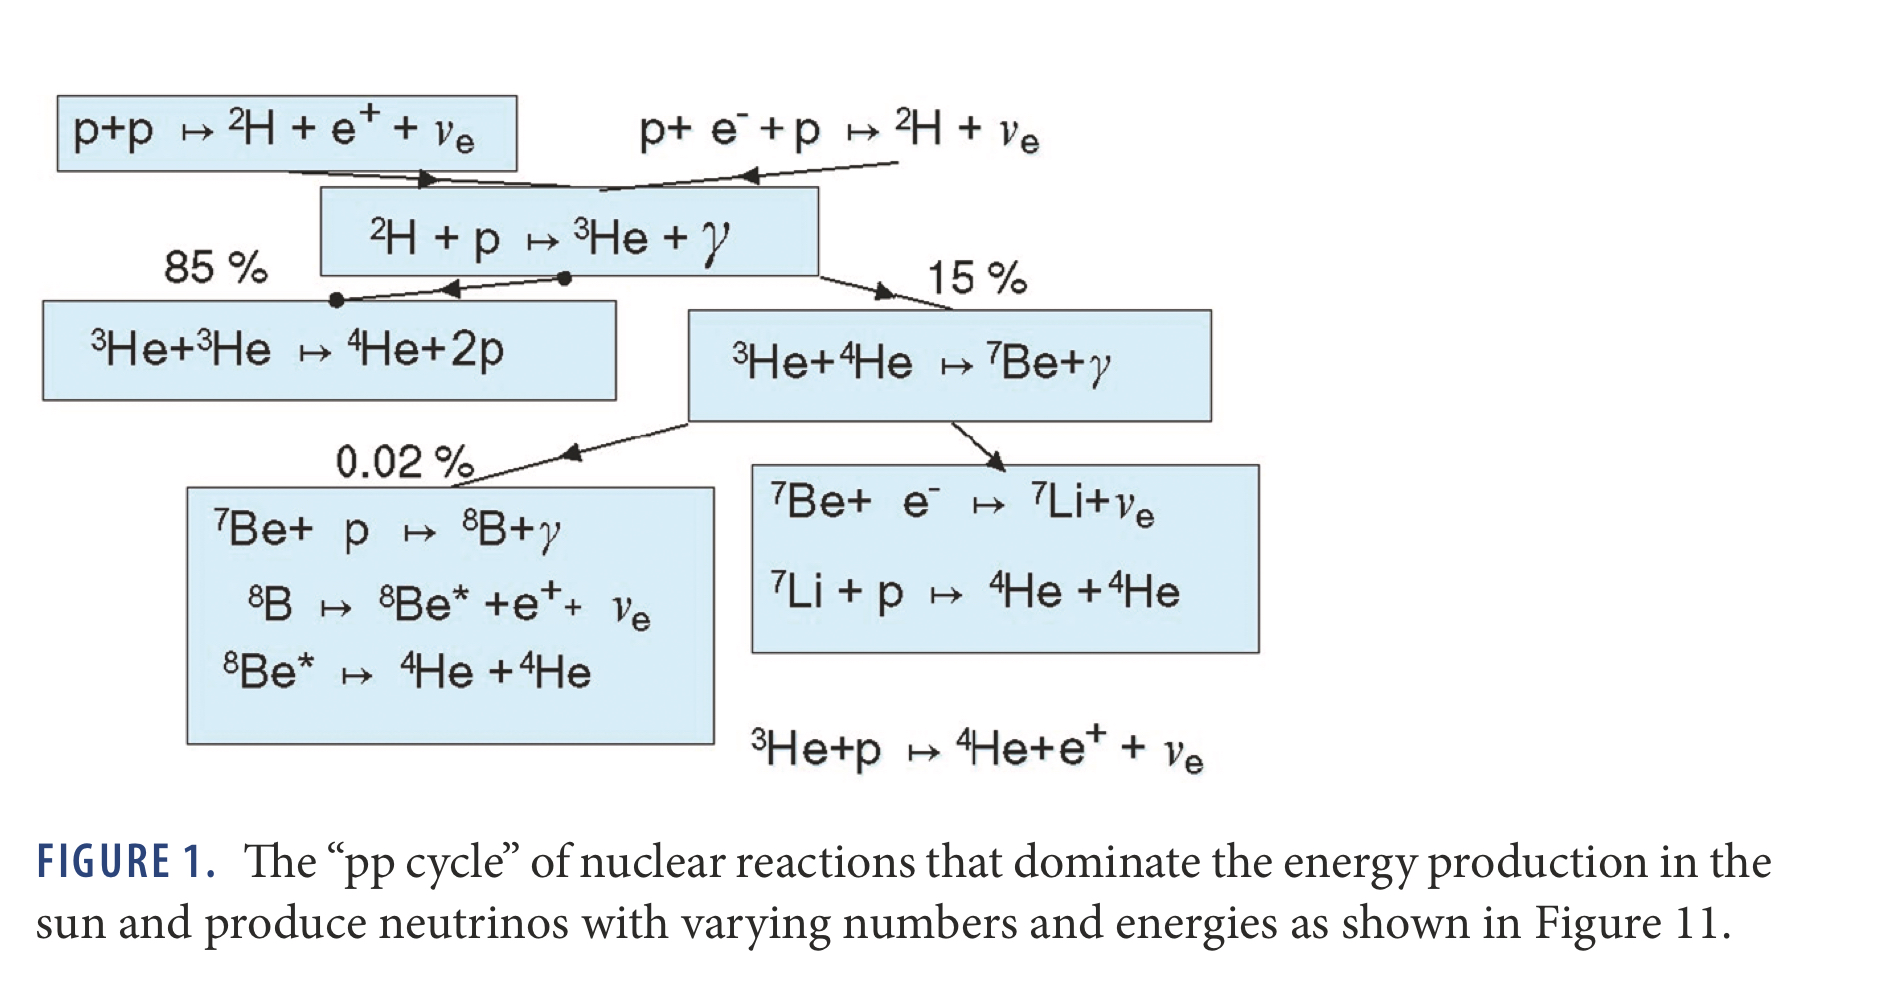 p+p ↦ ²H + e⁺ + νₑ
p+ e⁻ + p ↦ ²H + νₑ
²H + p ↦ ³He + γ
85 %
15 %
³He+³He ↦ ⁴He+2p
³He+⁴He ↦ ⁷Be+γ
0.02 %
⁷Be+ p ↦ ⁸B+γ
⁸B ↦ ⁸Be* +e⁺+ νₑ
⁸Be* ↦ ⁴He +⁴He
⁷Be+ e⁻ ↦ ⁷Li+νₑ
⁷Li + p ↦ ⁴He +⁴He
³He+p ↦ ⁴He+e⁺ + νₑ
FIGURE 1. The “pp cycle” of nuclear reactions that dominate the energy production in the
sun and produce neutrinos with varying numbers and energies as shown in Figure 11.